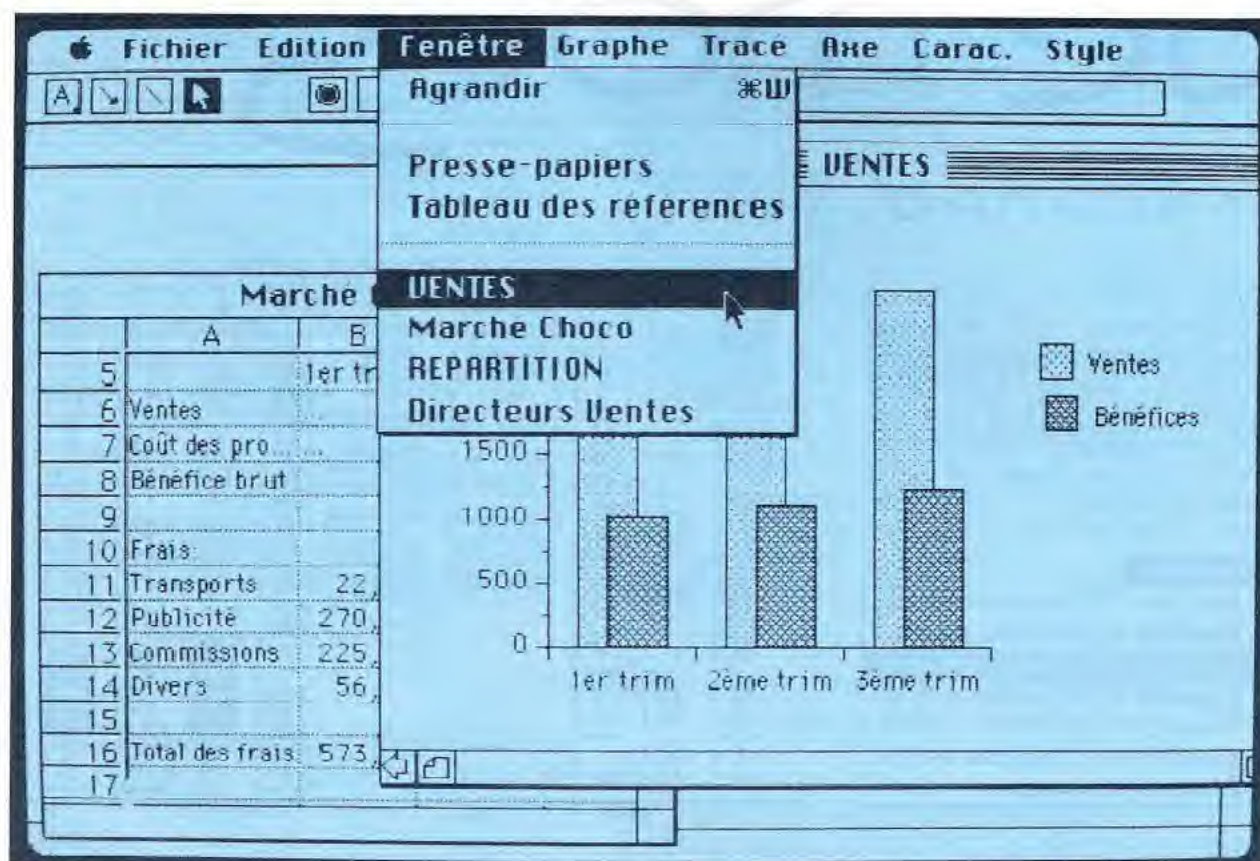 Fichier Edition Fenêtre Graphe Tracé Axe Carac. Style
A
Agrandir ⌘W
Presse-papiers
Tableau des références
VENTES
Marché Choco
REPARTITION
Directeurs Ventes
VENTES
Marché
A B
5 1er tr
6 Ventes ...
7 Coût des pro... ...
8 Bénéfice brut
9
10 Frais
11 Transports 22,
12 Publicité 270,
13 Commissions 225,
14 Divers 56,
15
16 Total des frais 573,
17
1500
1000
500
0
1er trim 2ème trim 3ème trim
Ventes
Bénéfices